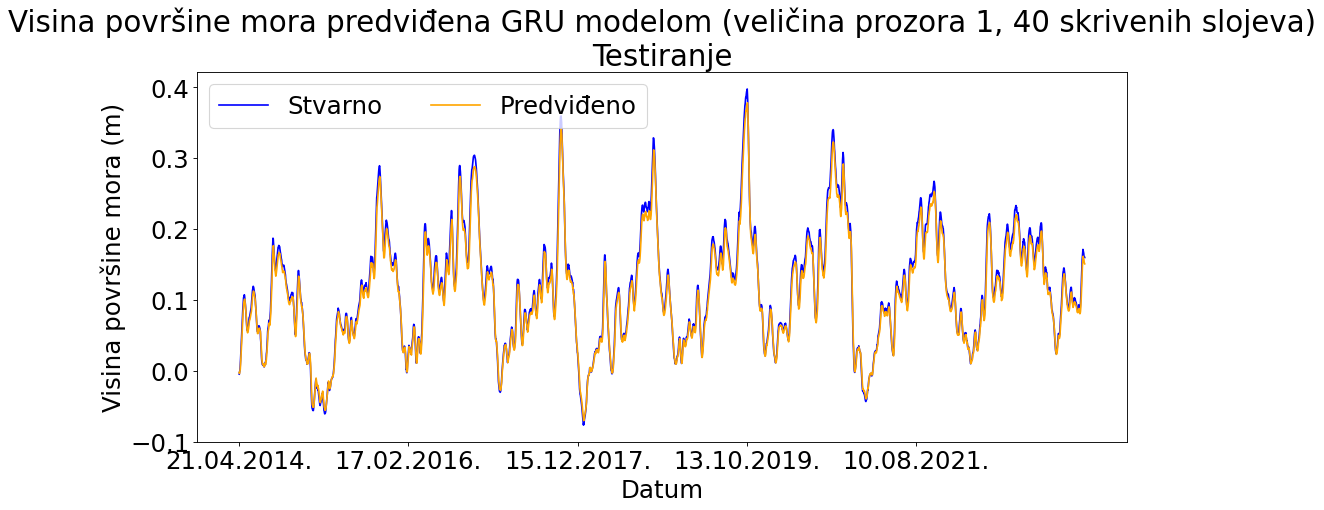 Visina površine mora predviđena GRU modelom (veličina prozora 1, 40 skrivenih slojeva)
Testiranje
Stvarno
Predviđeno
Visina površine mora (m)
0.4
0.3
0.2
0.1
0.0
−0.1
21.04.2014.
17.02.2016.
15.12.2017.
13.10.2019.
10.08.2021.
Datum